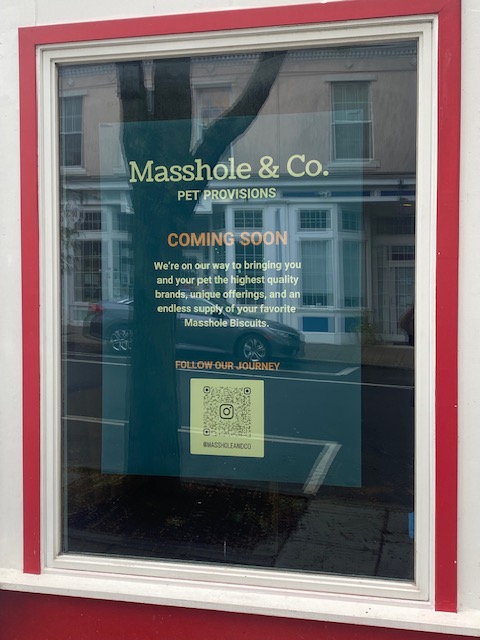 Masshole & Co.
PET PROVISIONS
COMING SOON
We're on our way to bringing you
and your pet the highest quality
brands, unique offerings, and an
endless supply of your favorite
Masshole Biscuits.
FOLLOW OUR JOURNEY
@MASSHOLEANDCO